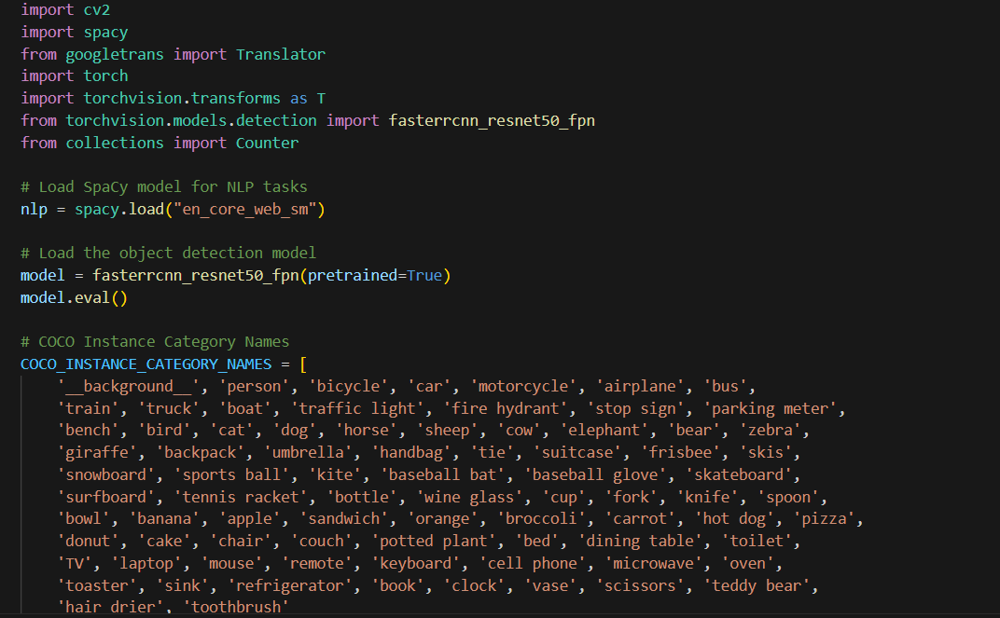 import cv2
import spacy
from googletrans import Translator
import torch
import torchvision.transforms as T
from torchvision.models.detection import fasterrcnn_resnet50_fpn
from collections import Counter

# Load SpaCy model for NLP tasks
nlp = spacy.load("en_core_web_sm")

# Load the object detection model
model = fasterrcnn_resnet50_fpn(pretrained=True)
model.eval()

# COCO Instance Category Names
COCO_INSTANCE_CATEGORY_NAMES = [
    '__background__', 'person', 'bicycle', 'car', 'motorcycle', 'airplane', 'bus',
    'train', 'truck', 'boat', 'traffic light', 'fire hydrant', 'stop sign', 'parking meter',
    'bench', 'bird', 'cat', 'dog', 'horse', 'sheep', 'cow', 'elephant', 'bear', 'zebra',
    'giraffe', 'backpack', 'umbrella', 'handbag', 'tie', 'suitcase', 'frisbee', 'skis',
    'snowboard', 'sports ball', 'kite', 'baseball bat', 'baseball glove', 'skateboard',
    'surfboard', 'tennis racket', 'bottle', 'wine glass', 'cup', 'fork', 'knife', 'spoon',
    'bowl', 'banana', 'apple', 'sandwich', 'orange', 'broccoli', 'carrot', 'hot dog', 'pizza',
    'donut', 'cake', 'chair', 'couch', 'potted plant', 'bed', 'dining table', 'toilet',
    'TV', 'laptop', 'mouse', 'remote', 'keyboard', 'cell phone', 'microwave', 'oven',
    'toaster', 'sink', 'refrigerator', 'book', 'clock', 'vase', 'scissors', 'teddy bear',
    'hair drier', 'toothbrush'